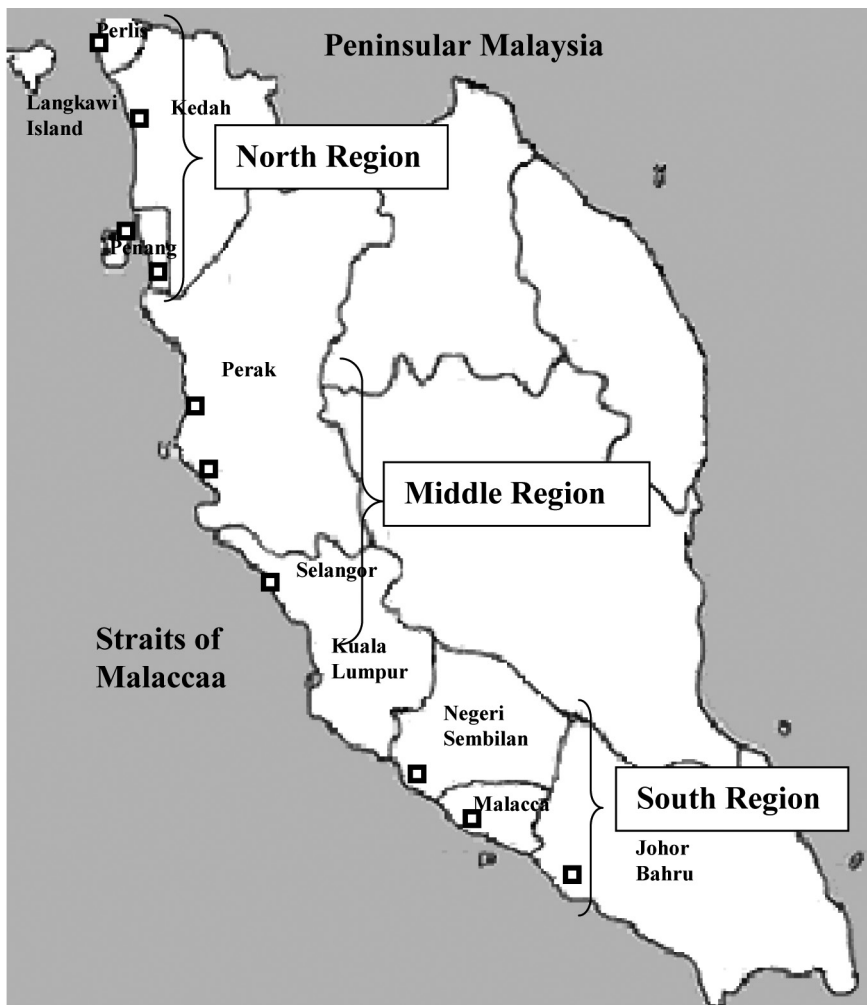 Perlis
Peninsular Malaysia
Langkawi
Island
Kedah
North Region
Penang
Perak
Middle Region
Selangor
Straits of
Malaccaa
Kuala
Lumpur
Negeri
Sembilan
Malacca
South Region
Johor
Bahru